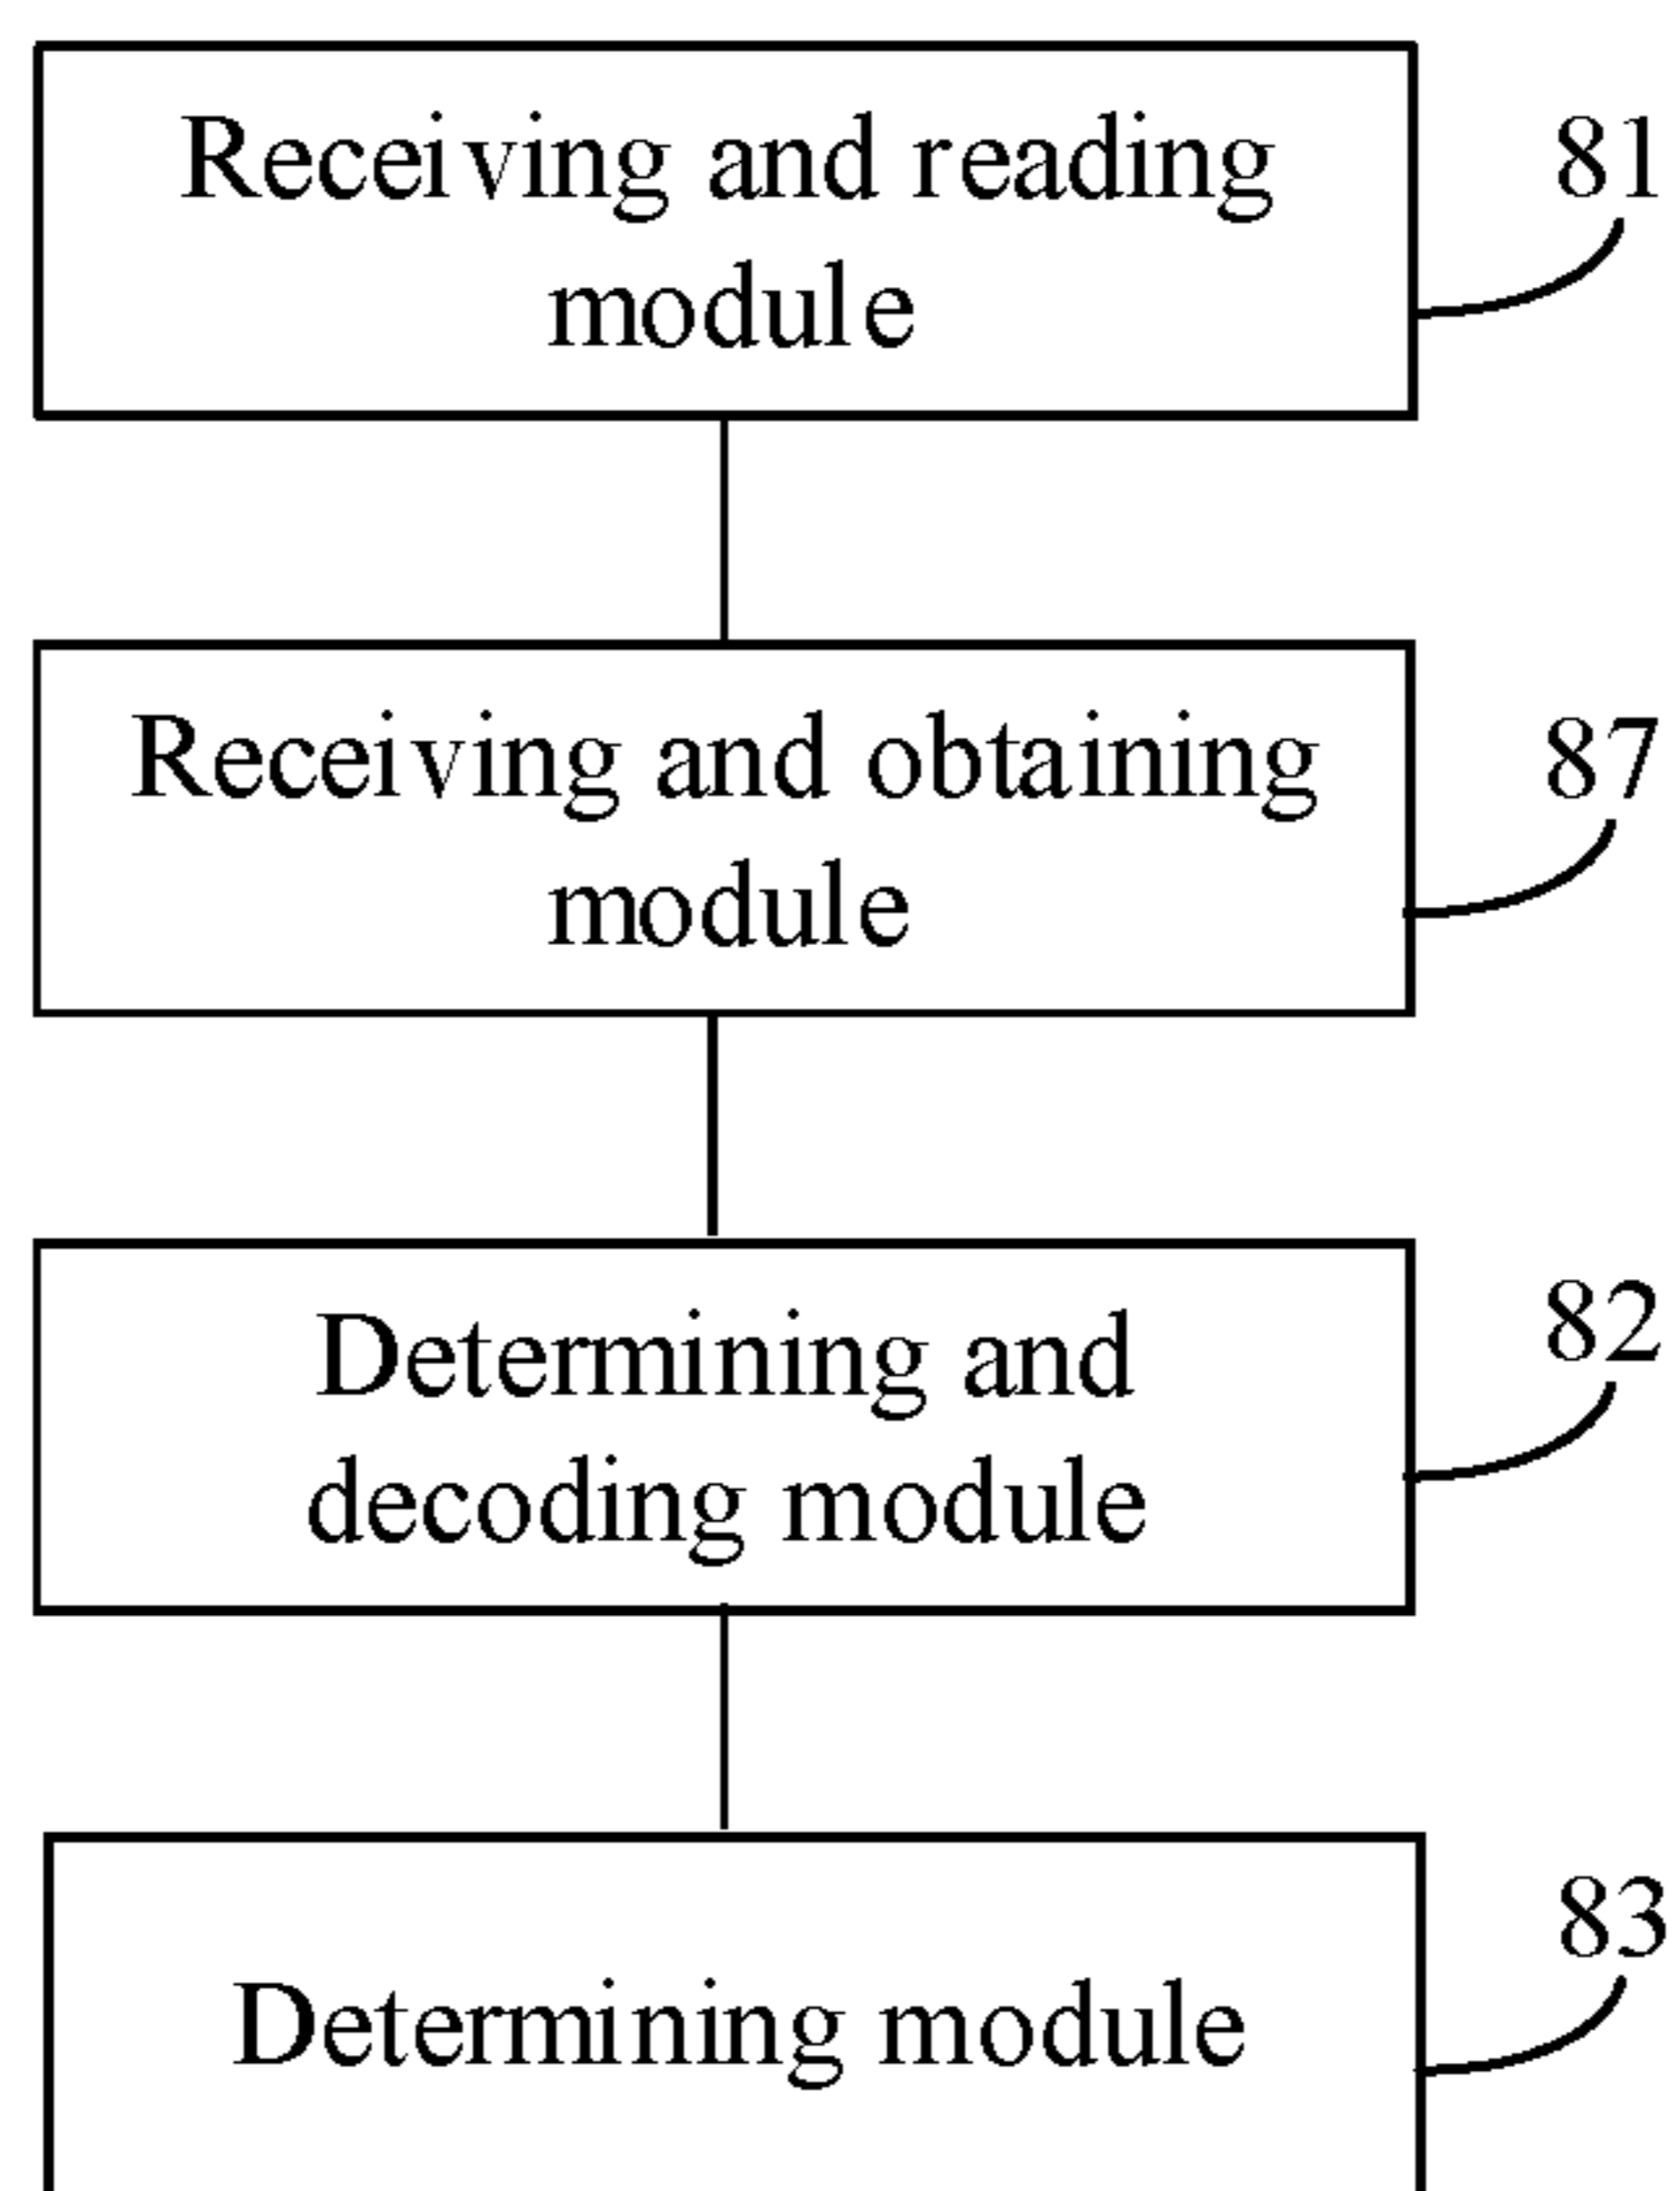 Receiving and reading
module
81
Receiving and obtaining
module
87
Determining and
decoding module
82
Determining module
83